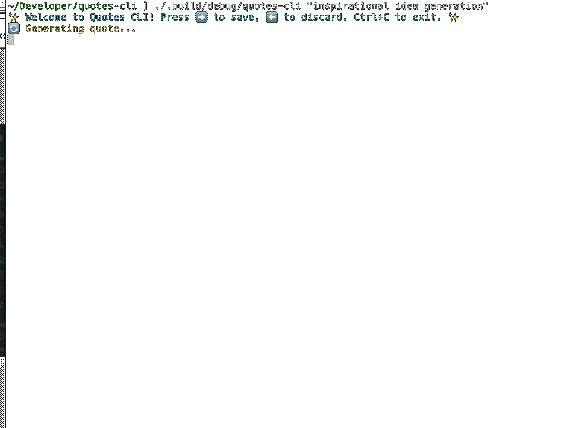 ~/Developer/quotes-cli ) ./.build/debug/quotes-cli "inspirational idea generation"
✨ Welcome to Quotes CLI! Press ➡️ to save, ⬅️ to discard. Ctrl+C to exit. ✨
🔄 Generating quote...